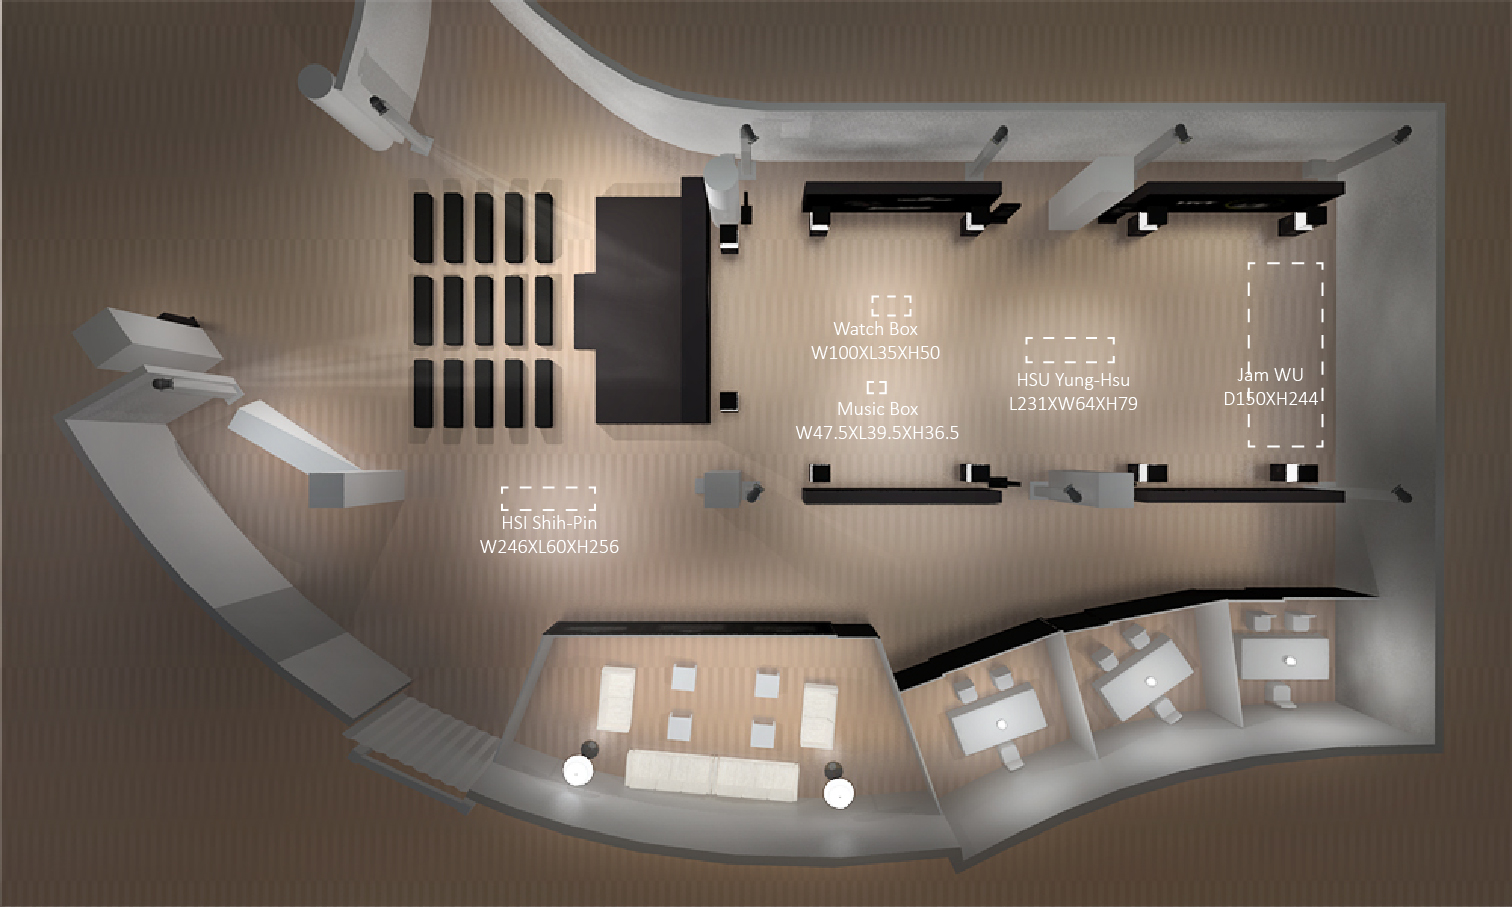 Watch Box
W100XL35XH50
Music Box
W47.5XL39.5XH36.5
HSU Yung-Hsu
L231XW64XH79
Jam WU
D150XH244
HSI Shih-Pin
W246XL60XH256